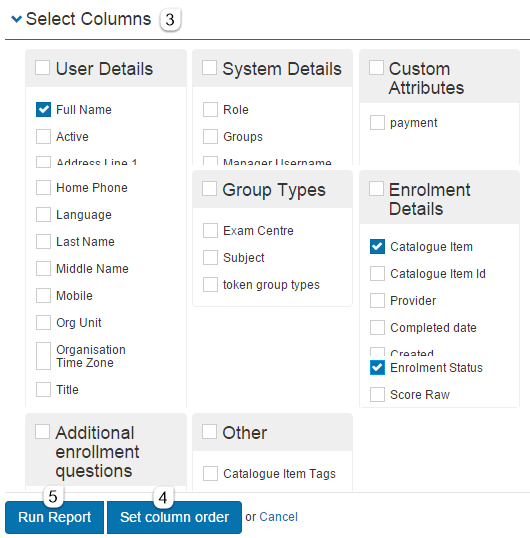 Select Columns 3
User Details
Full Name
Active
Address Line 1
Home Phone
Language
Last Name
Middle Name
Mobile
Org Unit
Organisation
Time Zone
Title
System Details
Role
Groups
Manager Username
Custom
Attributes
payment
Group Types
Exam Centre
Subject
token group types
Enrolment
Details
Catalogue Item
Catalogue Item Id
Provider
Completed date
Created
Enrolment Status
Score Raw
Additional
enrollment
questions
Other
Catalogue Item Tags
5 4
Run Report Set column order or Cancel